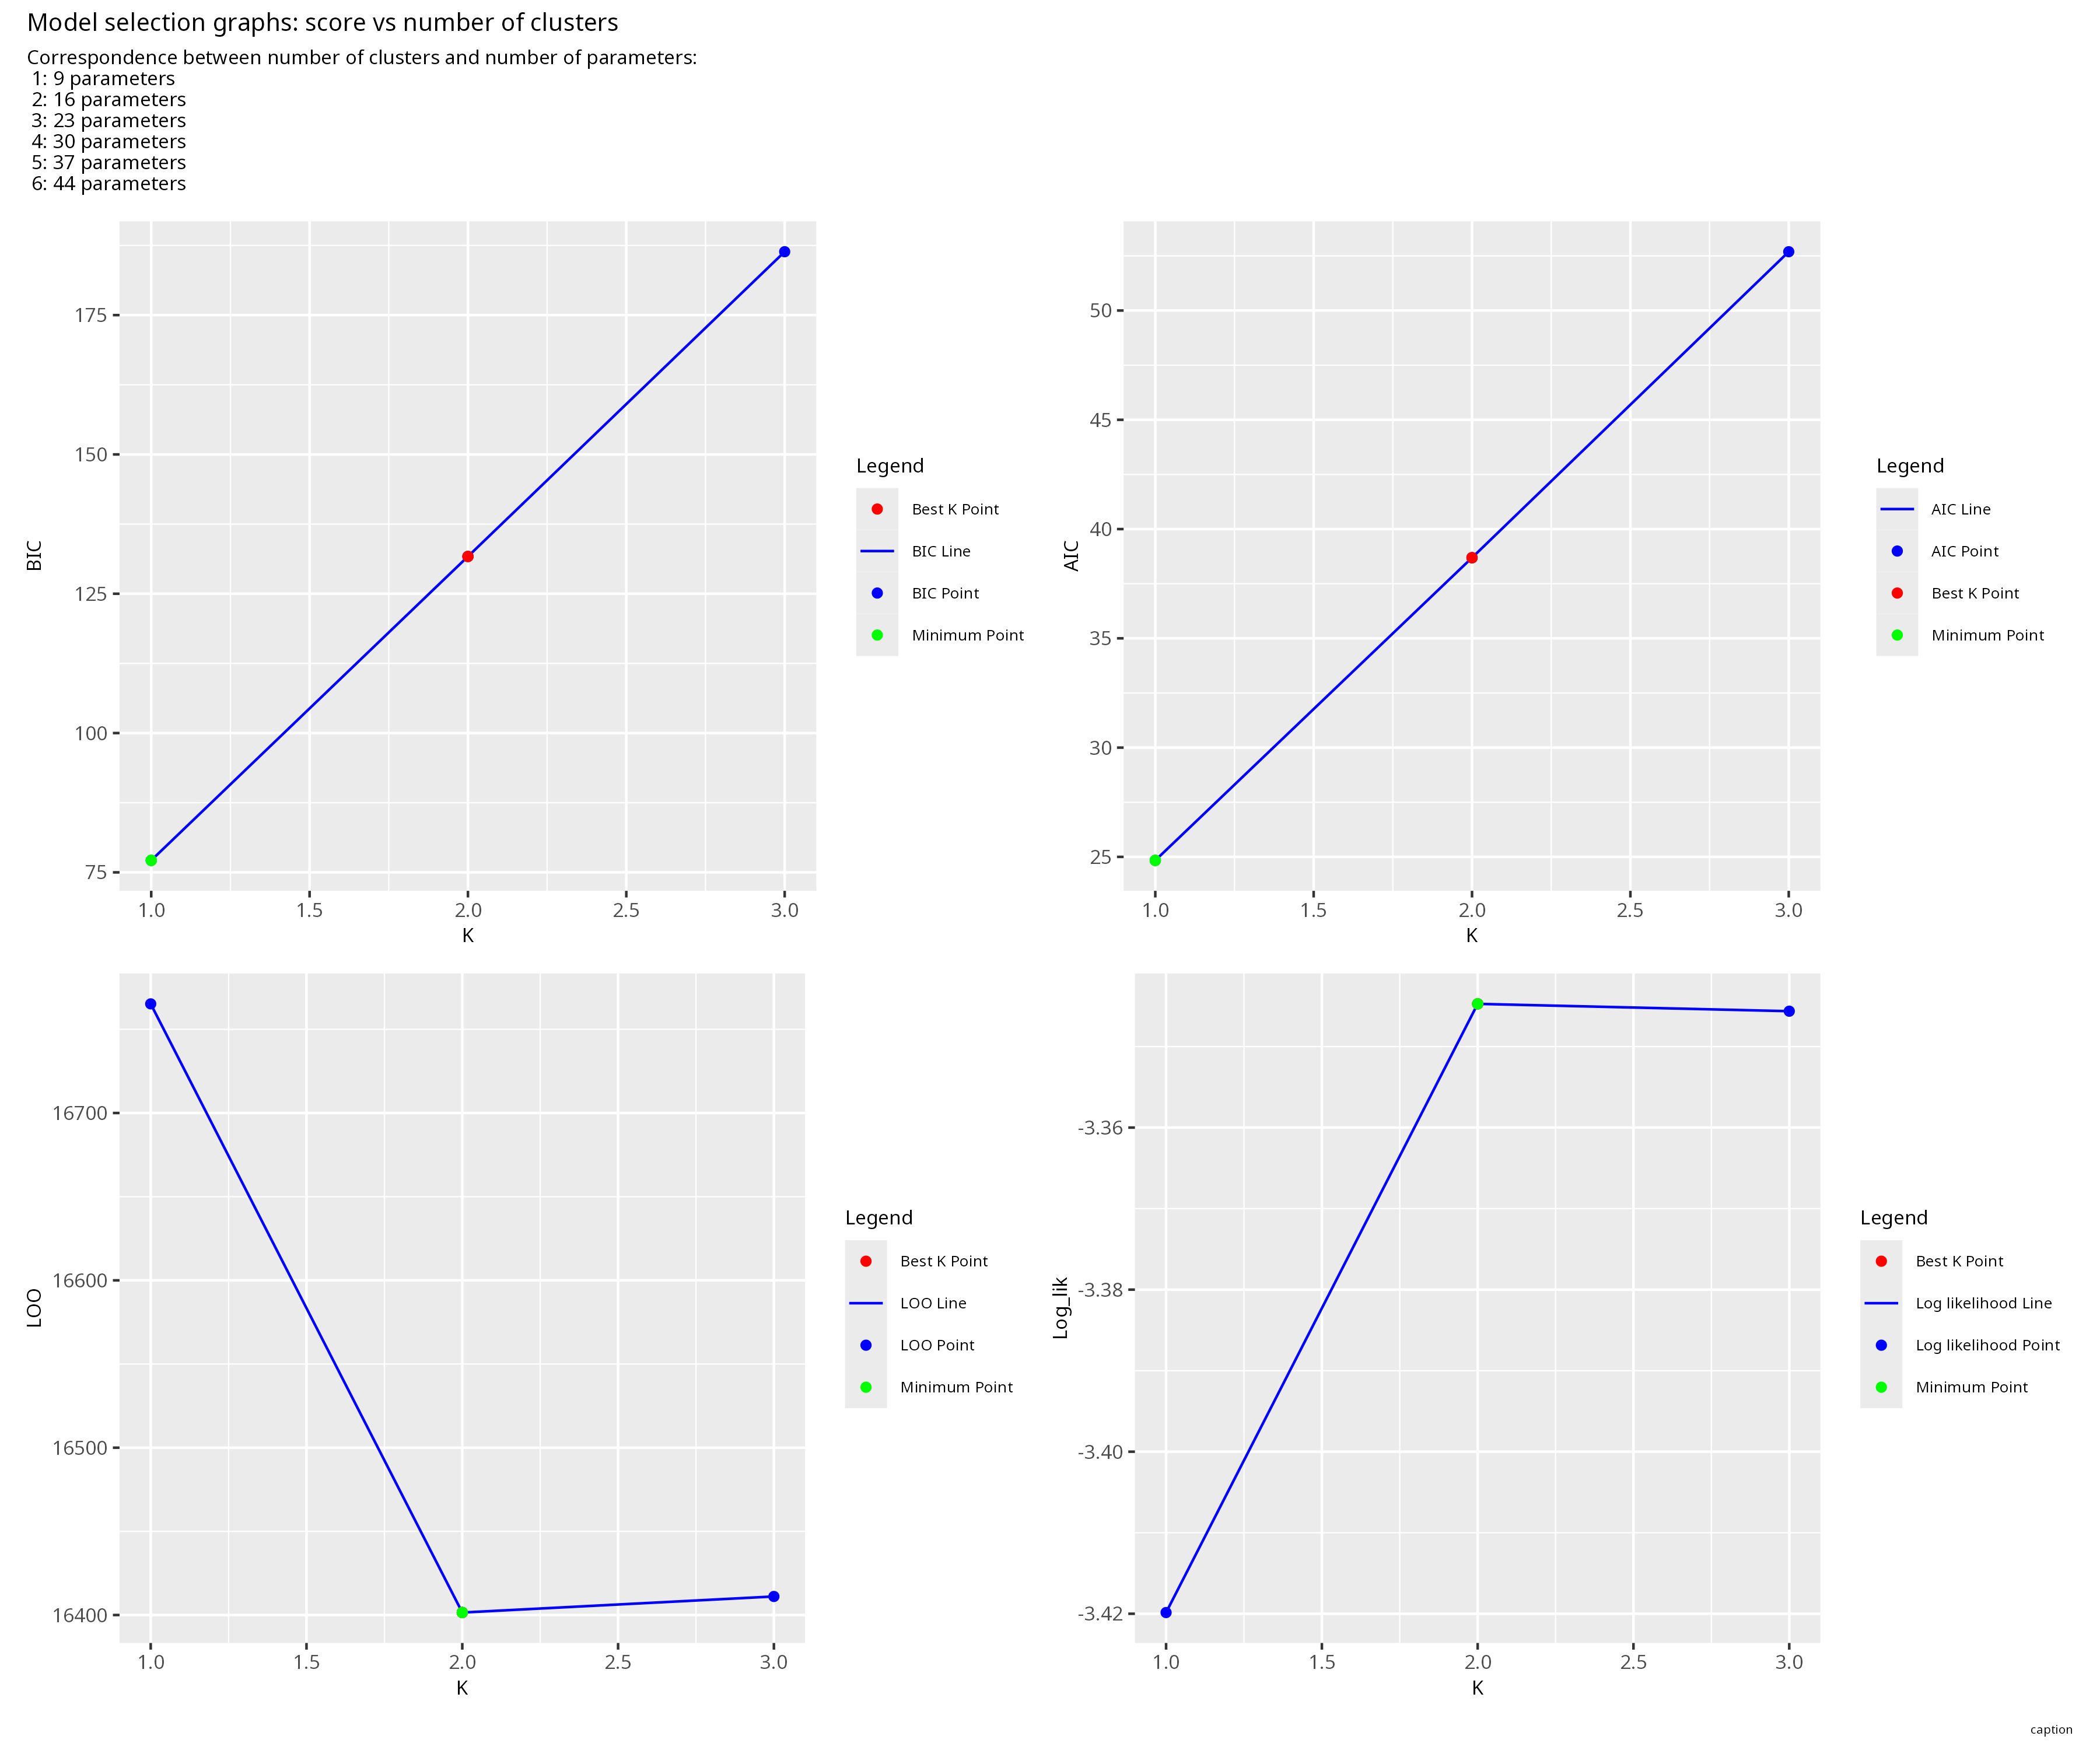 Model selection graphs: score vs number of clusters
Correspondence between number of clusters and number of parameters:
1: 9 parameters
2: 16 parameters
3: 23 parameters
4: 30 parameters
5: 37 parameters
6: 44 parameters
BIC
175
150
125
100
75
1.0 1.5 2.0 2.5 3.0
K
Legend
Best K Point
BIC Line
BIC Point
Minimum Point
AIC
50
45
40
35
30
25
1.0 1.5 2.0 2.5 3.0
K
Legend
AIC Line
AIC Point
Best K Point
Minimum Point
LOO
16700
16600
16500
16400
1.0 1.5 2.0 2.5 3.0
K
Legend
Best K Point
LOO Line
LOO Point
Minimum Point
Log_lik
-3.36
-3.38
-3.40
-3.42
1.0 1.5 2.0 2.5 3.0
K
Legend
Best K Point
Log likelihood Line
Log likelihood Point
Minimum Point
caption